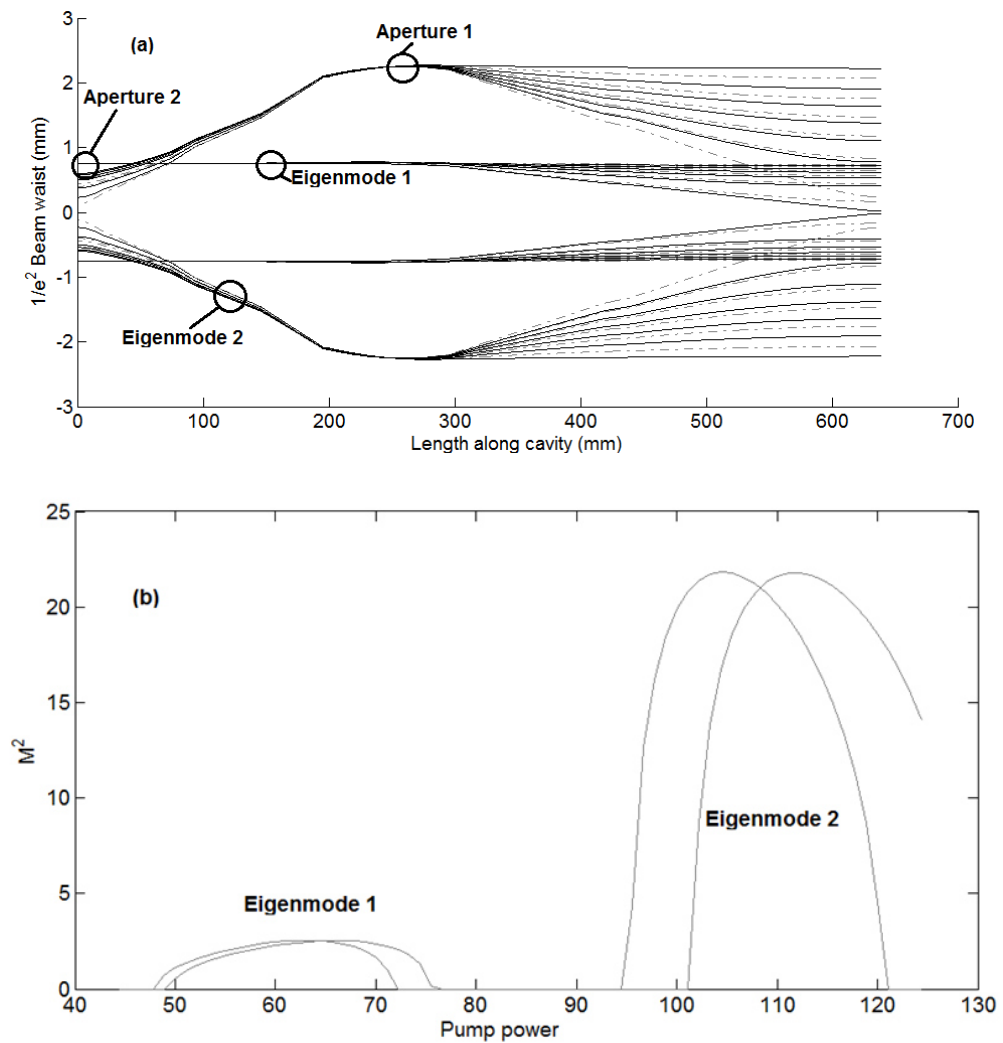 (a)
Aperture 1
Aperture 2
Eigenmode 1
Eigenmode 2
1/e² Beam waist (mm)
3
2
1
0
-1
-2
-3
0 100 200 300 400 500 600 700
Length along cavity (mm)
(b)
Eigenmode 1
Eigenmode 2
M²
25
20
15
10
5
0
40 50 60 70 80 90 100 110 120 130
Pump power